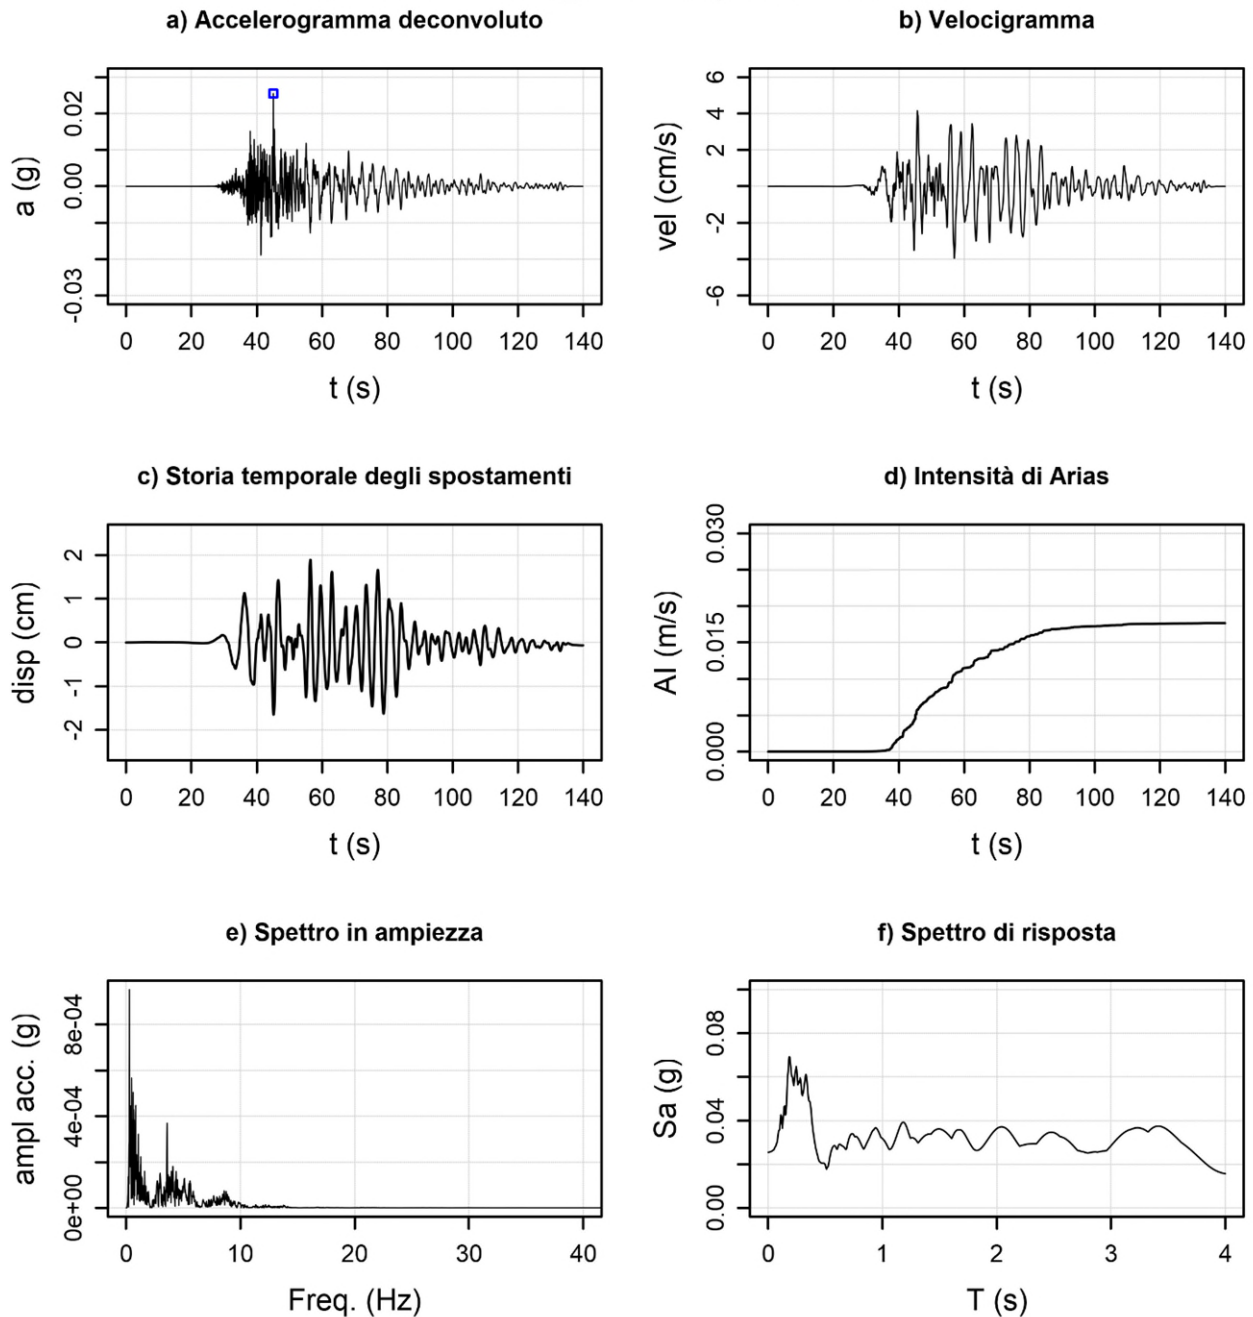 a) Accelerogramma deconvoluto
a (g)
0.02
0.00
-0.03
0 20 40 60 80 100 120 140
t (s)
b) Velocigramma
vel (cm/s)
6
4
2
-2
-6
0 20 40 60 80 100 120 140
t (s)
c) Storia temporale degli spostamenti
disp (cm)
2
1
0
-1
-2
0 20 40 60 80 100 120 140
t (s)
d) Intensità di Arias
AI (m/s)
0.030
0.015
0.000
0 20 40 60 80 100 120 140
t (s)
e) Spettro in ampiezza
ampl acc. (g)
8e-04
4e-04
0e+00
0 10 20 30 40
Freq. (Hz)
f) Spettro di risposta
Sa (g)
0.08
0.04
0.00
0 1 2 3 4
T (s)